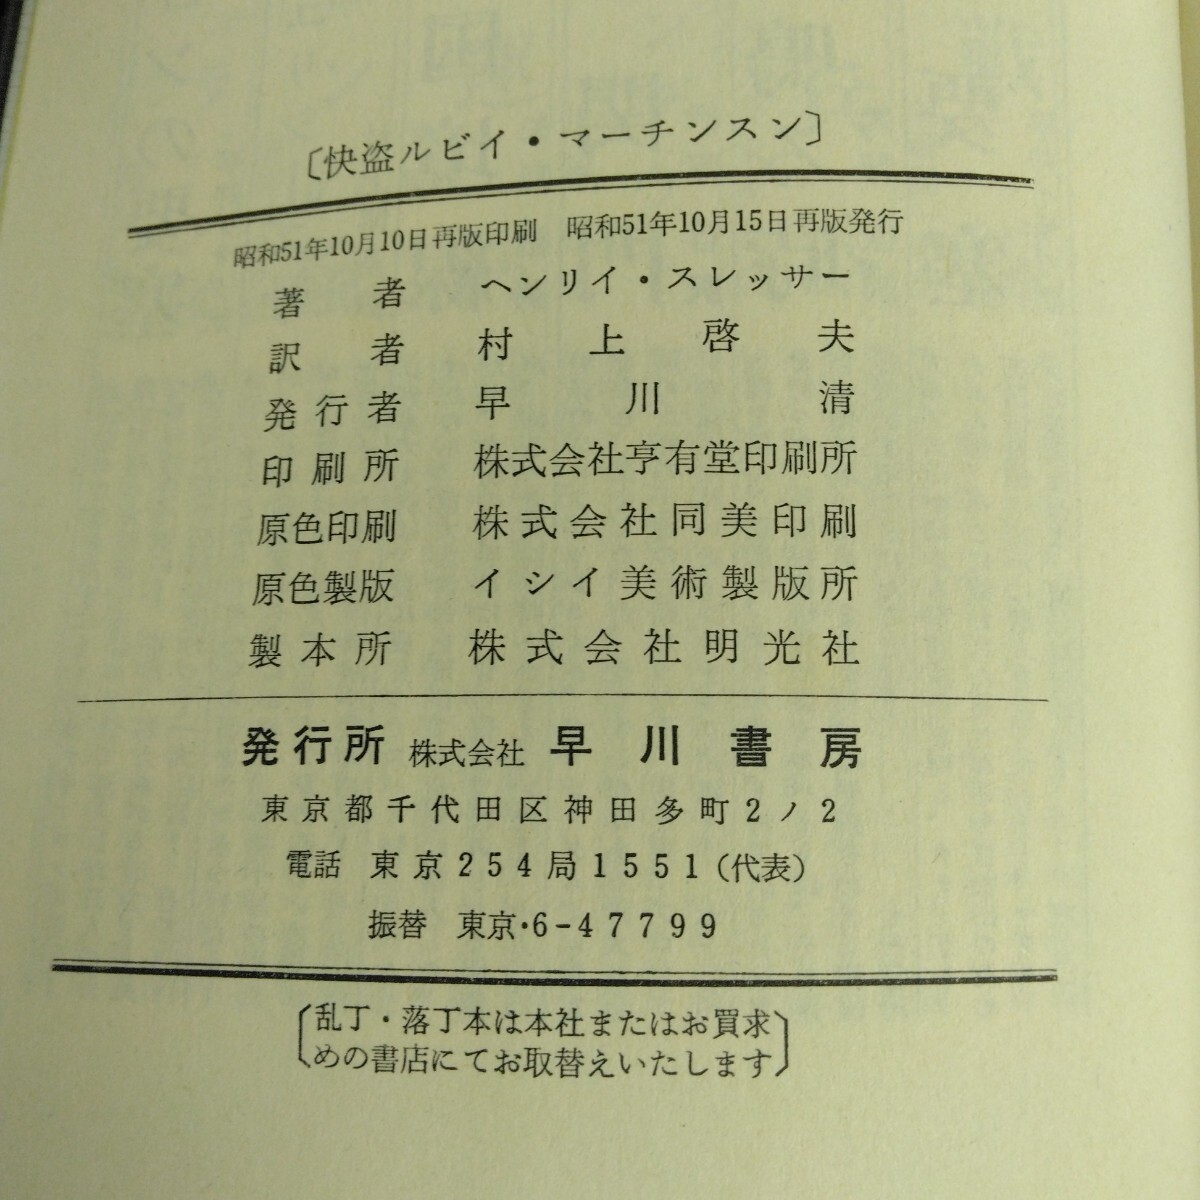 〔快盗ルビイ・マーチンスン〕
昭和51年10月10日再版印刷　昭和51年10月15日再版発行
著者　ヘンリイ・スレッサー
訳者　村上啓夫
発行者　早川清
印刷所　株式会社亨有堂印刷所
原色印刷　株式会社同美印刷
原色製版　イシイ美術製版所
製本所　株式会社明光社
発行所　株式会社　早川書房
東京都千代田区神田多町2ノ2
電話　東京254局1551(代表)
振替　東京・6-47799
〔乱丁・落丁本は本社またはお買求
めの書店にてお取替えいたします〕